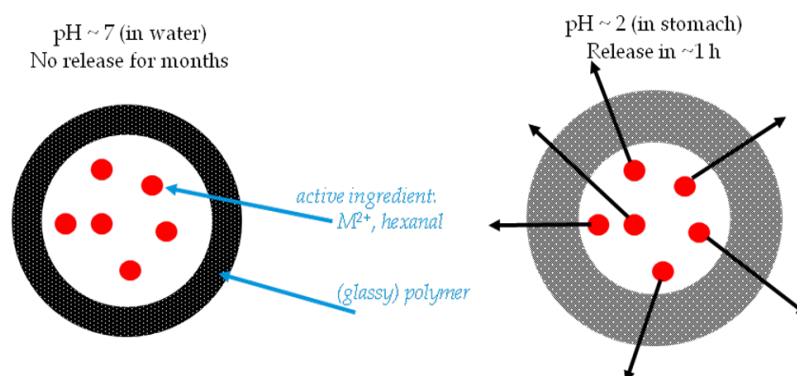 pH ~ 7 (in water)
No release for months
pH ~ 2 (in stomach)
Release in ~1 h
active ingredient:
M²⁺, hexanal
(glassy) polymer